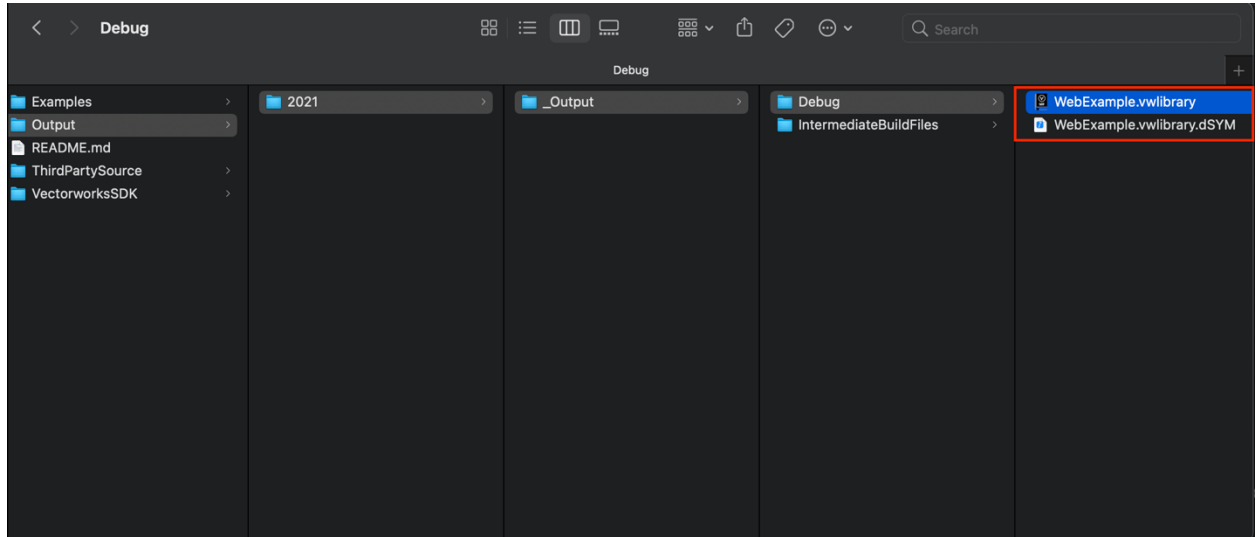 Debug
Search
Debug
Examples
Output
README.md
ThirdPartySource
VectorworksSDK
2021
_Output
Debug
IntermediateBuildFiles
WebExample.vwlibrary
WebExample.vwlibrary.dSYM